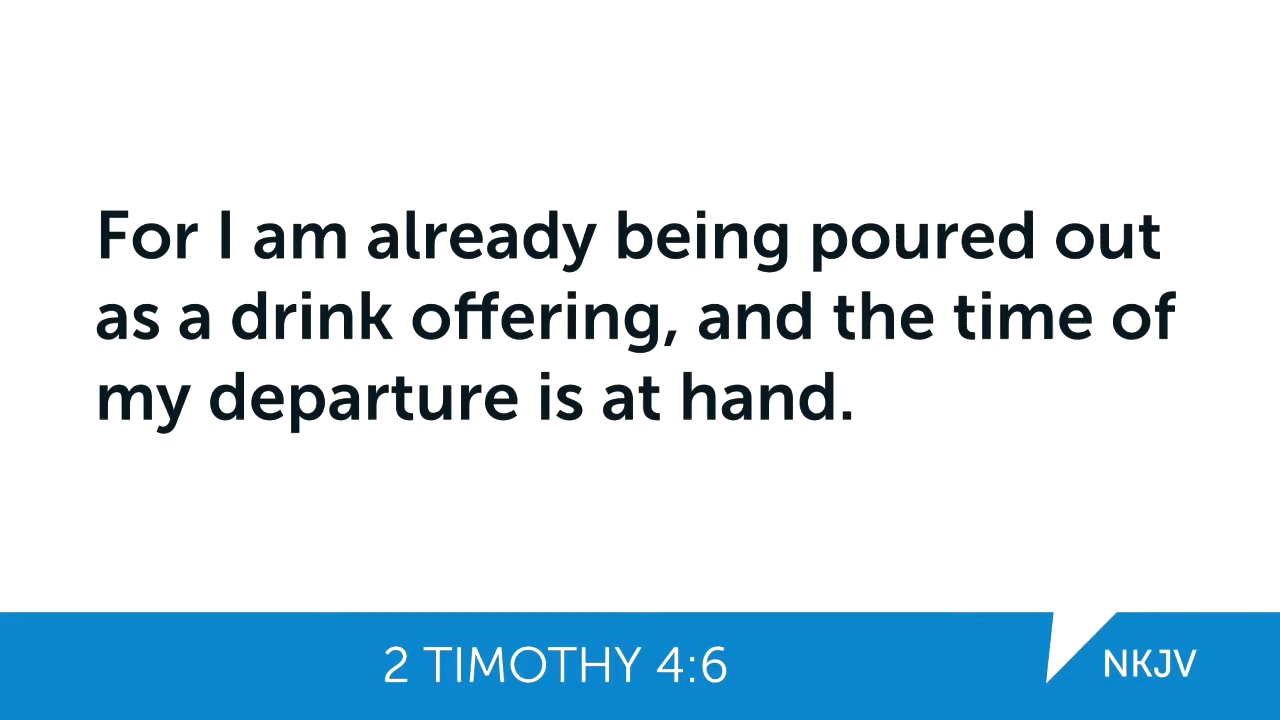 For I am already being poured out
as a drink offering, and the time of
my departure is at hand.
2 TIMOTHY 4:6
NKJV